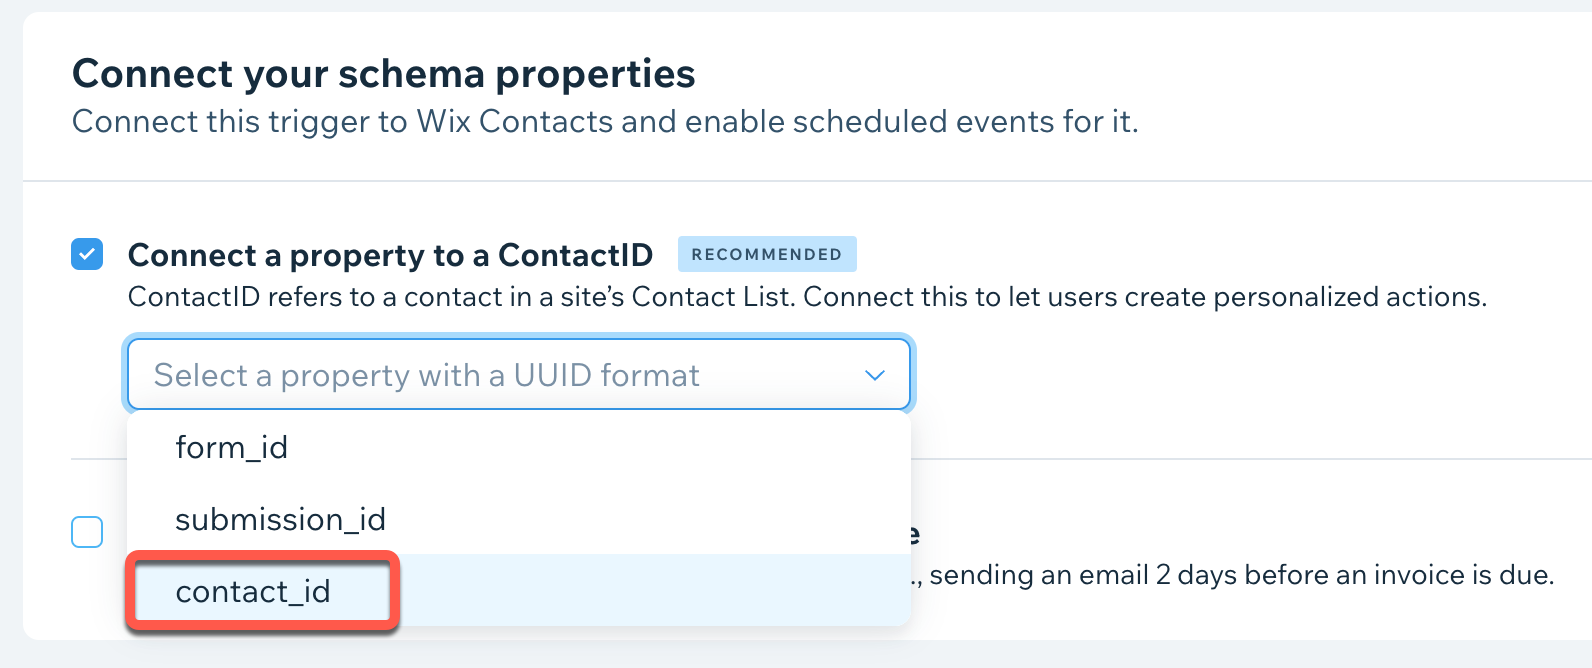 Connect your schema properties
Connect this trigger to Wix Contacts and enable scheduled events for it.
Connect a property to a ContactID RECOMMENDED
ContactID refers to a contact in a site’s Contact List. Connect this to let users create personalized actions.
Select a property with a UUID format
form_id
submission_id
contact_id
., sending an email 2 days before an invoice is due.